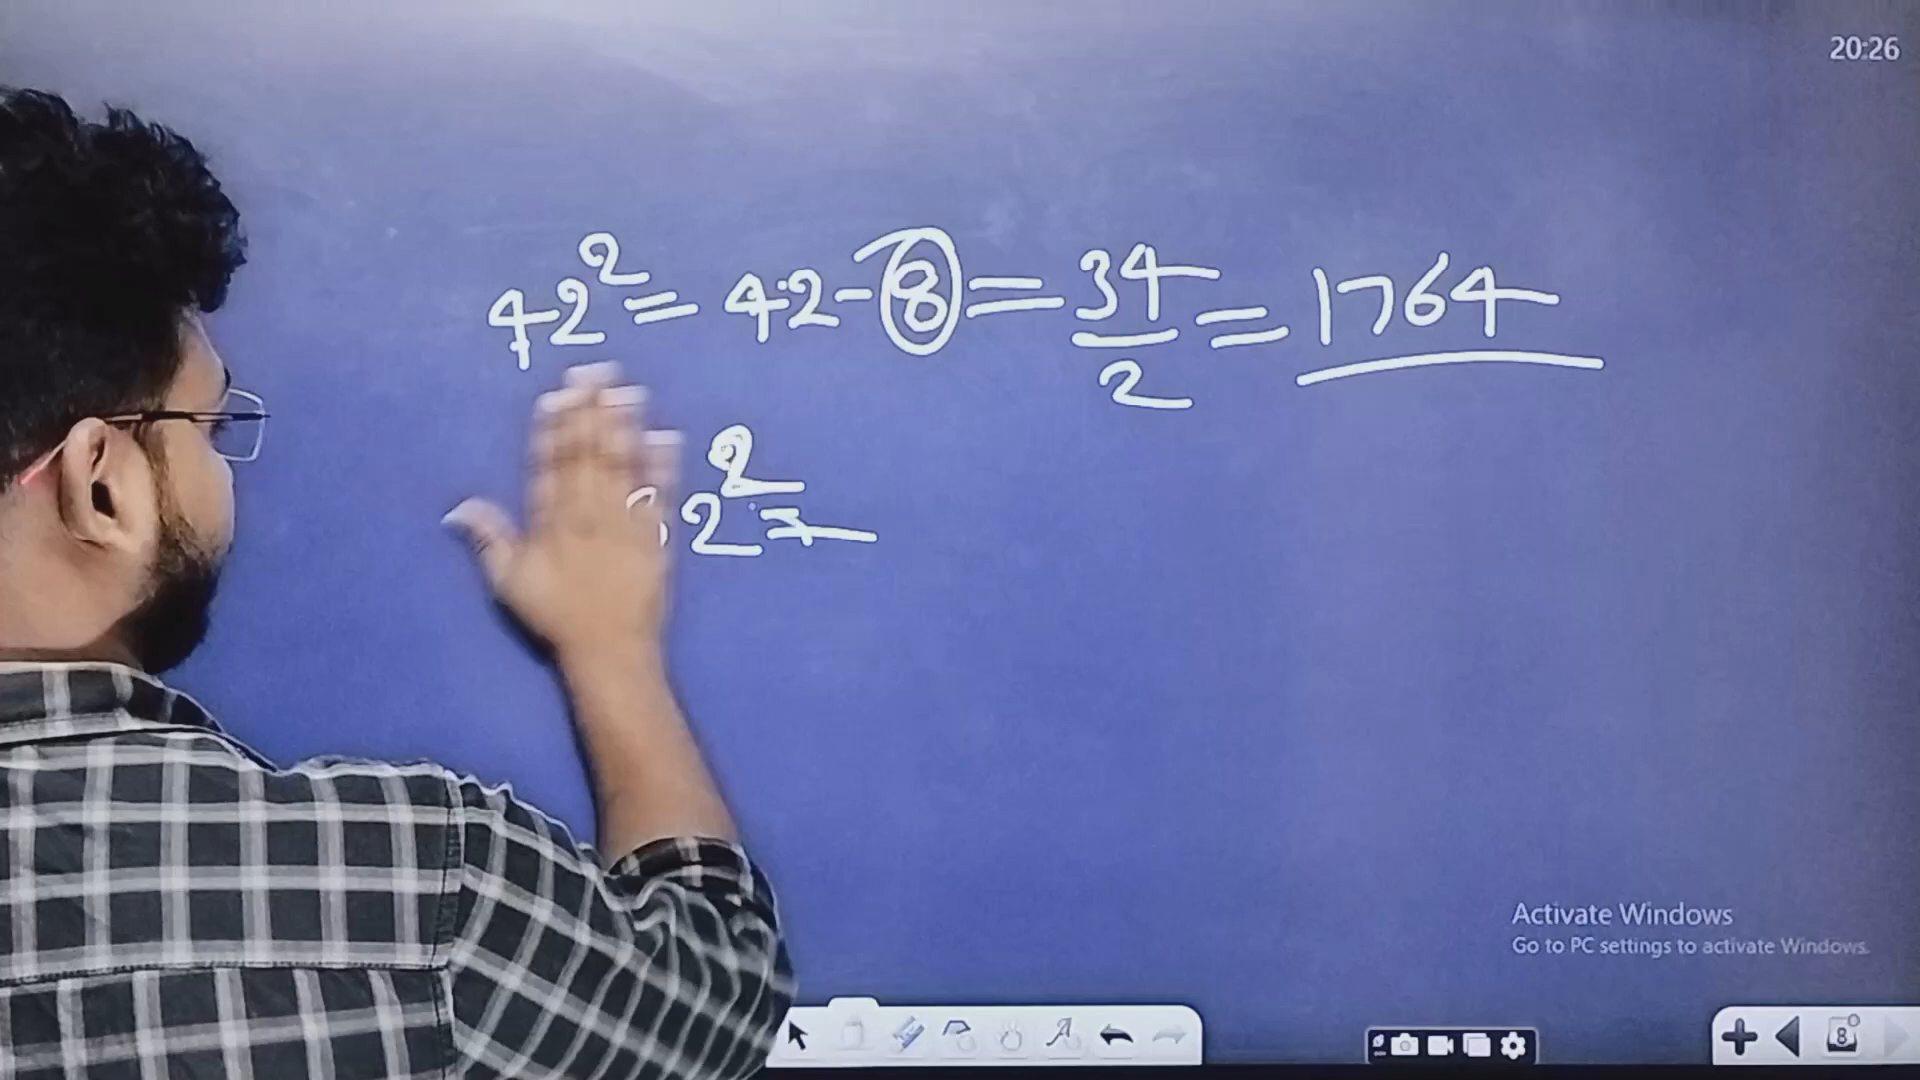 20:26
42² = 42-8 = 34/2 = 1764
2² =
Activate Windows
Go to PC settings to activate Windows.
8